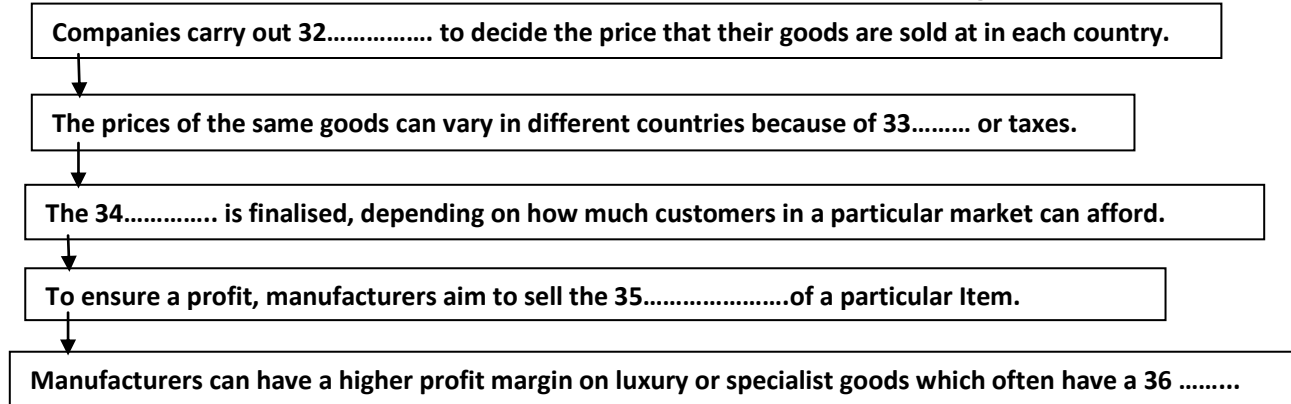 Companies carry out 32……………. to decide the price that their goods are sold at in each country.
The prices of the same goods can vary in different countries because of 33……… or taxes.
The 34………….. is finalised, depending on how much customers in a particular market can afford.
To ensure a profit, manufacturers aim to sell the 35………………….of a particular Item.
Manufacturers can have a higher profit margin on luxury or specialist goods which often have a 36 ……...